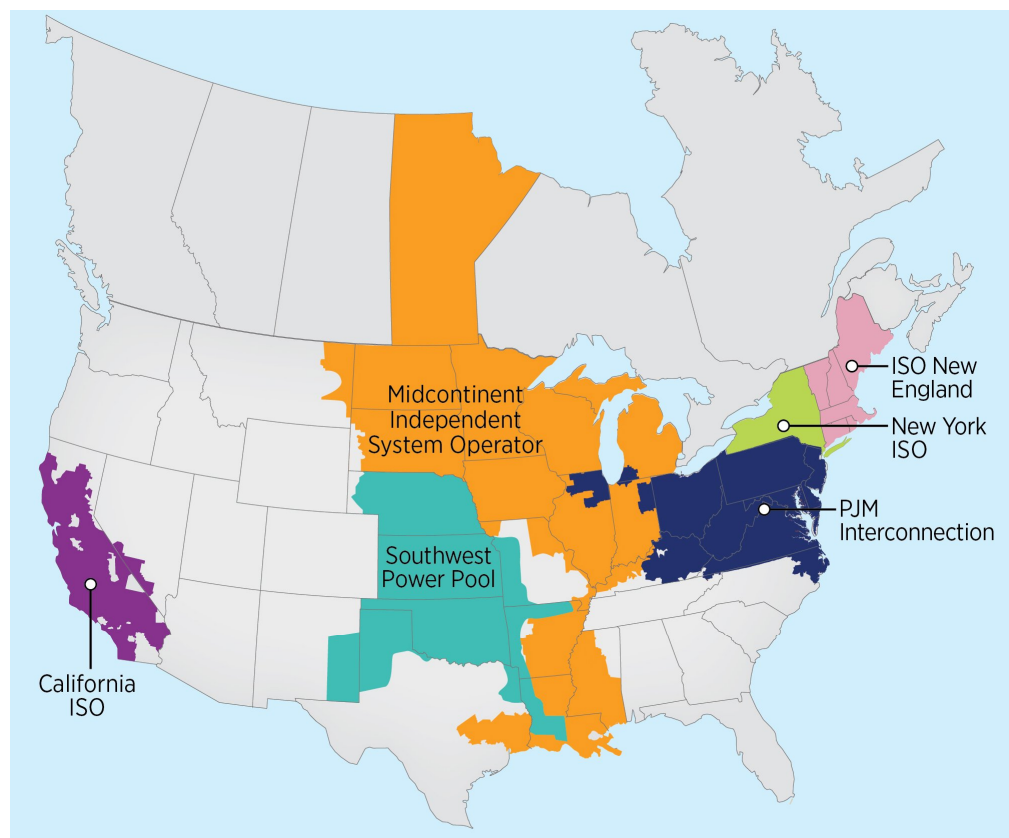 Midcontinent
Independent
System Operator
ISO New
England
New York
ISO
PJM
Interconnection
Southwest
Power Pool
California
ISO